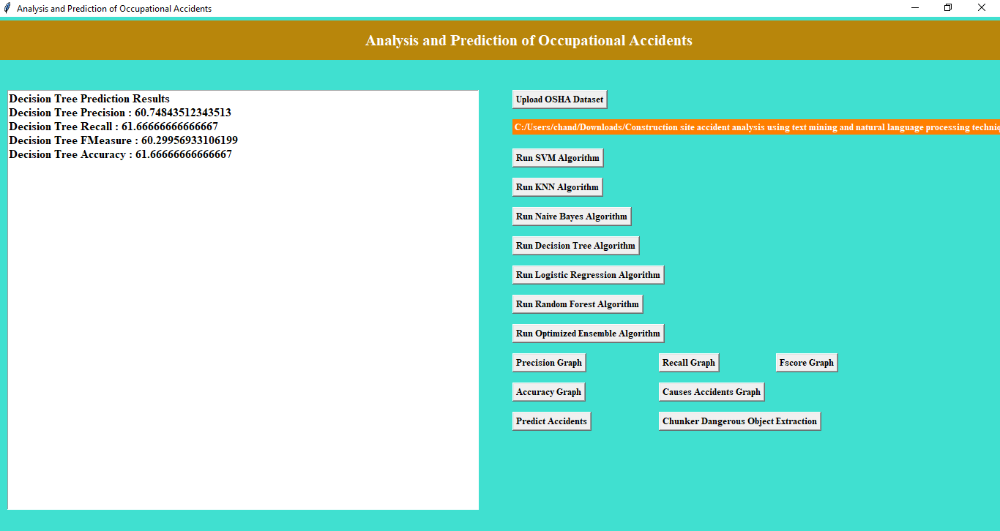 Analysis and Prediction of Occupational Accidents
Analysis and Prediction of Occupational Accidents
Decision Tree Prediction Results
Decision Tree Precision : 60.74843512343513
Decision Tree Recall : 61.66666666666667
Decision Tree FMeasure : 60.29956933106199
Decision Tree Accuracy : 61.66666666666667
Upload OSHA Dataset
C:/Users/chand/Downloads/Construction site accident analysis using text mining and natural language processing
Run SVM Algorithm
Run KNN Algorithm
Run Naive Bayes Algorithm
Run Decision Tree Algorithm
Run Logistic Regression Algorithm
Run Random Forest Algorithm
Run Optimized Ensemble Algorithm
Precision Graph Recall Graph Fscore Graph
Accuracy Graph Causes Accidents Graph
Predict Accidents Chunker Dangerous Object Extraction